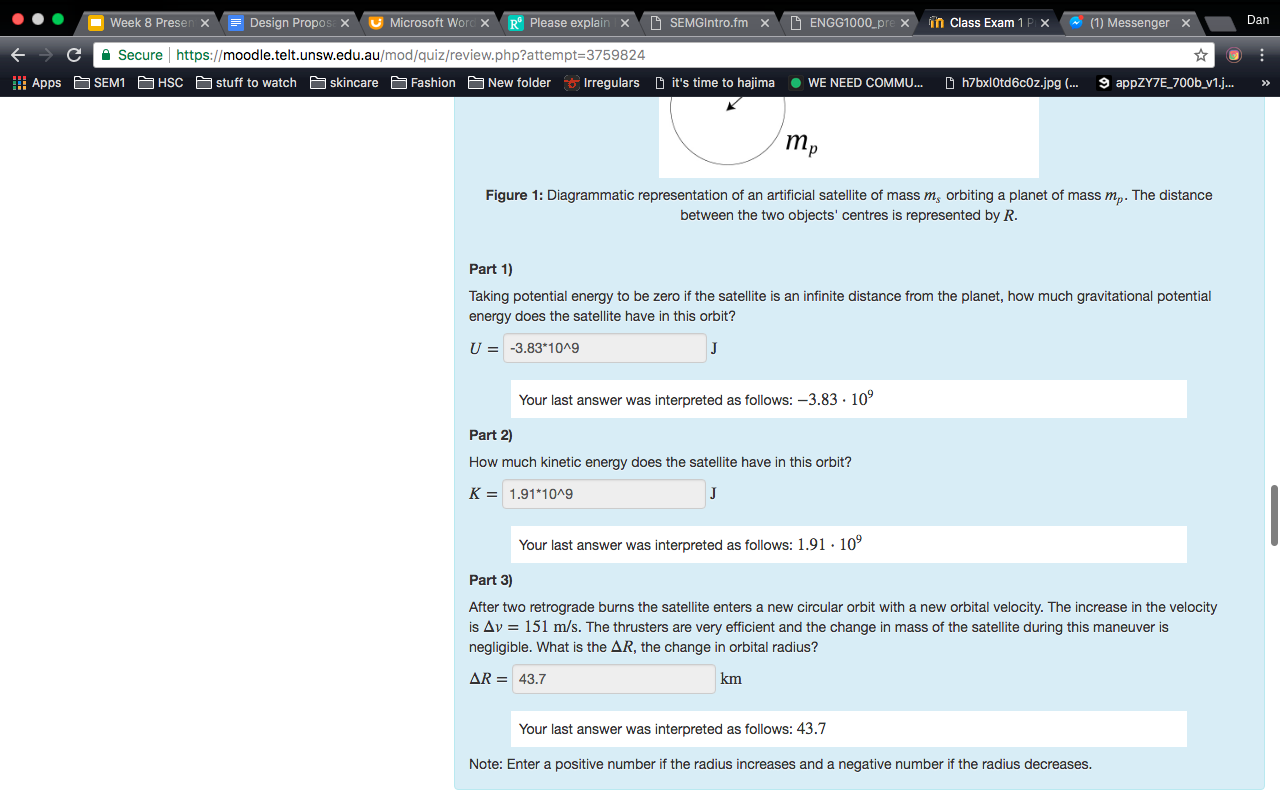 Week 8 Presen
Design Propos
Microsoft Word
Please explain
SEMGIntro.fm
ENGG1000_pre
Class Exam 1 P
(1) Messenger
Dan
Secure
https://moodle.telt.unsw.edu.au/mod/quiz/review.php?attempt=3759824
Apps
SEM1
HSC
stuff to watch
skincare
Fashion
New folder
Irregulars
it's time to hajima
WE NEED COMMU...
h7bxl0td6c0z.jpg (...
appZY7E_700b_v1.j...
»
m_p
Figure 1: Diagrammatic representation of an artificial satellite of mass m_s orbiting a planet of mass m_p. The distance
between the two objects' centres is represented by R.
Part 1)
Taking potential energy to be zero if the satellite is an infinite distance from the planet, how much gravitational potential
energy does the satellite have in this orbit?
U = -3.83*10^9 J
Your last answer was interpreted as follows: −3.83 · 10⁹
Part 2)
How much kinetic energy does the satellite have in this orbit?
K = 1.91*10^9 J
Your last answer was interpreted as follows: 1.91 · 10⁹
Part 3)
After two retrograde burns the satellite enters a new circular orbit with a new orbital velocity. The increase in the velocity
is Δv = 151 m/s. The thrusters are very efficient and the change in mass of the satellite during this maneuver is
negligible. What is the ΔR, the change in orbital radius?
ΔR = 43.7 km
Your last answer was interpreted as follows: 43.7
Note: Enter a positive number if the radius increases and a negative number if the radius decreases.